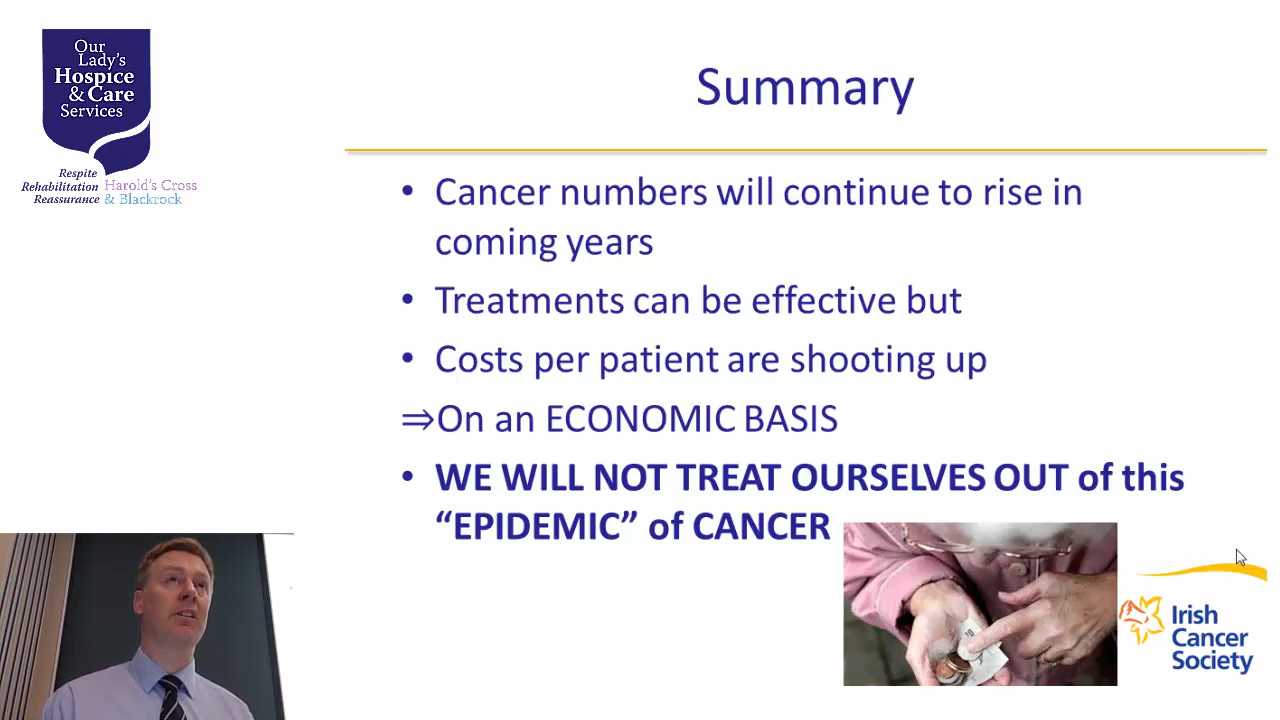 Our
Lady's
Hospice
& Care
Services
Respite
Rehabilitation
Reassurance
Harold's Cross
& Blackrock
Summary
• Cancer numbers will continue to rise in
coming years
• Treatments can be effective but
• Costs per patient are shooting up
⇒On an ECONOMIC BASIS
• WE WILL NOT TREAT OURSELVES OUT of this
“EPIDEMIC” of CANCER
Irish
Cancer
Society